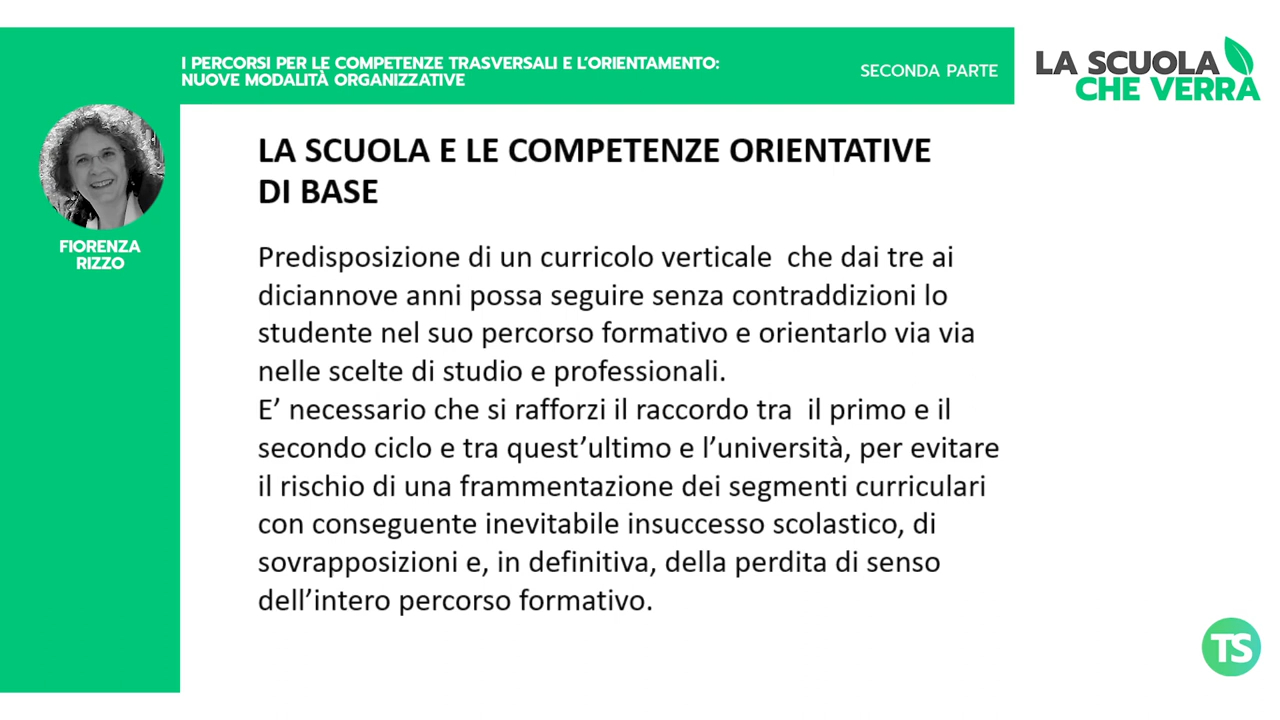 I PERCORSI PER LE COMPETENZE TRASVERSALI E L'ORIENTAMENTO:
NUOVE MODALITÀ ORGANIZZATIVE
SECONDA PARTE
LA SCUOLA
CHE VERRA
FIORENZA
RIZZO
LA SCUOLA E LE COMPETENZE ORIENTATIVE
DI BASE
Predisposizione di un curricolo verticale  che dai tre ai
diciannove anni possa seguire senza contraddizioni lo
studente nel suo percorso formativo e orientarlo via via
nelle scelte di studio e professionali.
E' necessario che si rafforzi il raccordo tra  il primo e il
secondo ciclo e tra quest'ultimo e l'università, per evitare
il rischio di una frammentazione dei segmenti curriculari
con conseguente inevitabile insuccesso scolastico, di
sovrapposizioni e, in definitiva, della perdita di senso
dell'intero percorso formativo.
TS